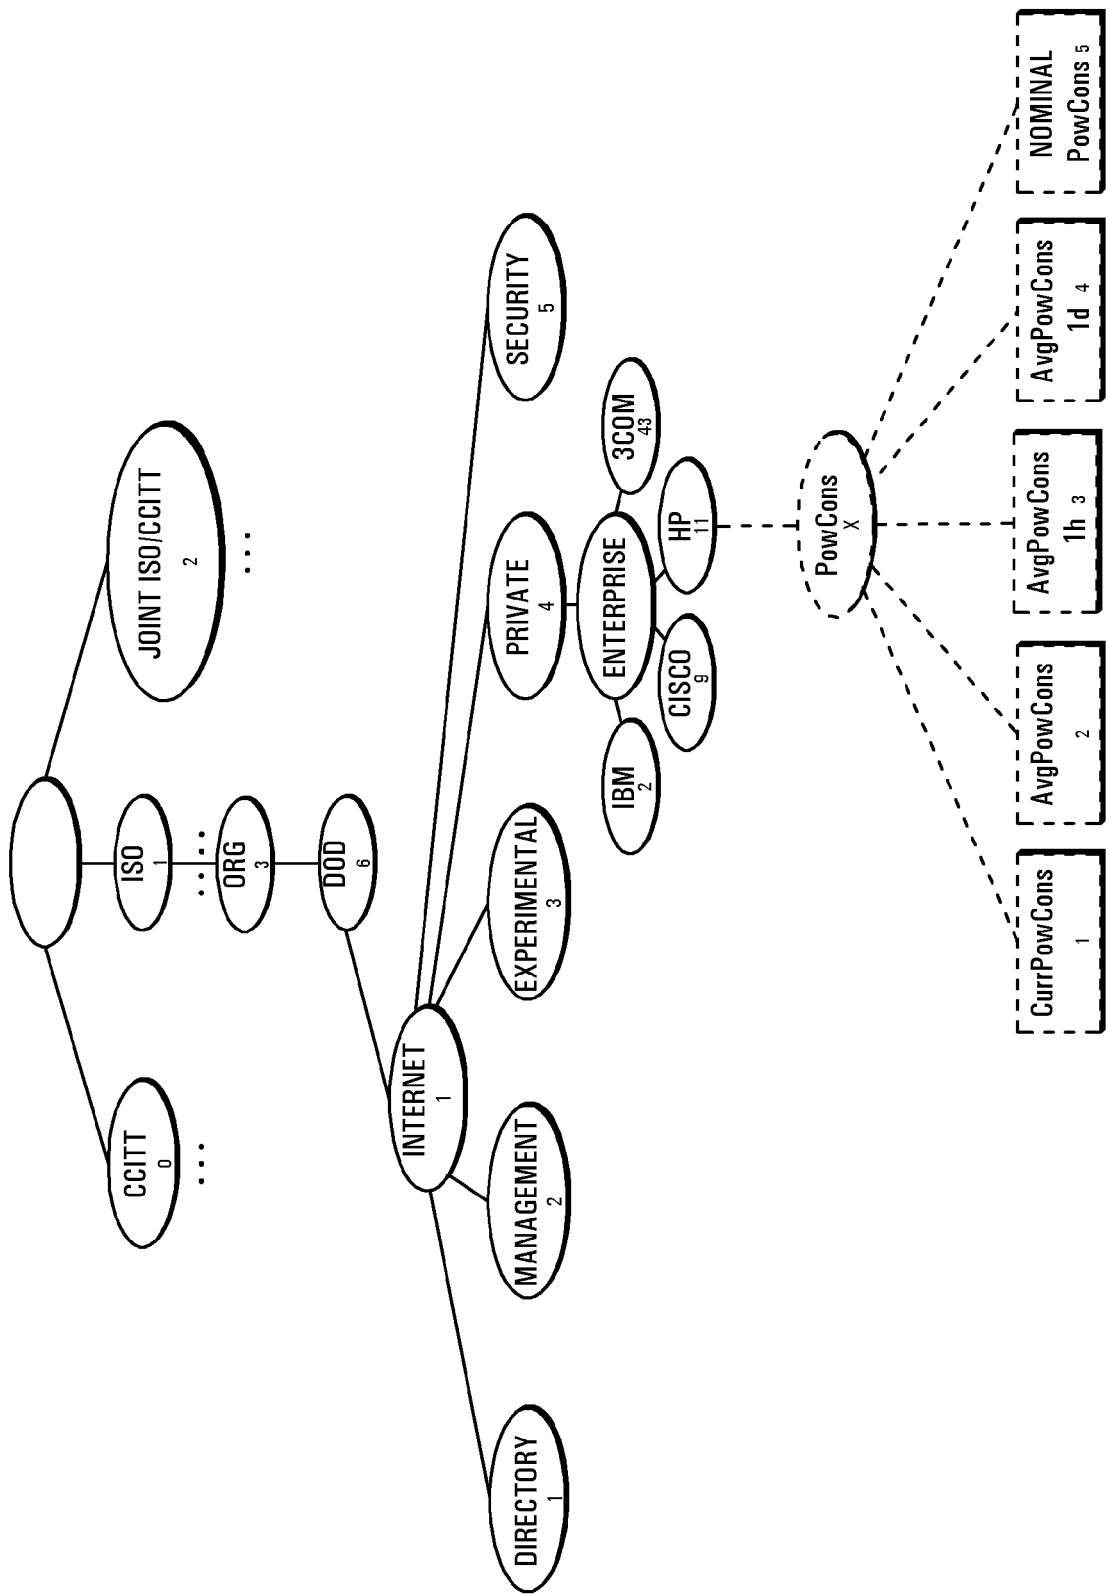 CCITT
0
...
ISO
1
....
JOINT ISO/CCITT
2
...
ORG
3
DOD
6
INTERNET
1
DIRECTORY
1
MANAGEMENT
2
EXPERIMENTAL
3
PRIVATE
4
SECURITY
5
ENTERPRISE
IBM
2
CISCO
9
HP
11
3COM
43
PowCons
X
CurrPowCons
1
AvgPowCons
2
AvgPowCons
1h 3
AvgPowCons
1d 4
NOMINAL
PowCons 5